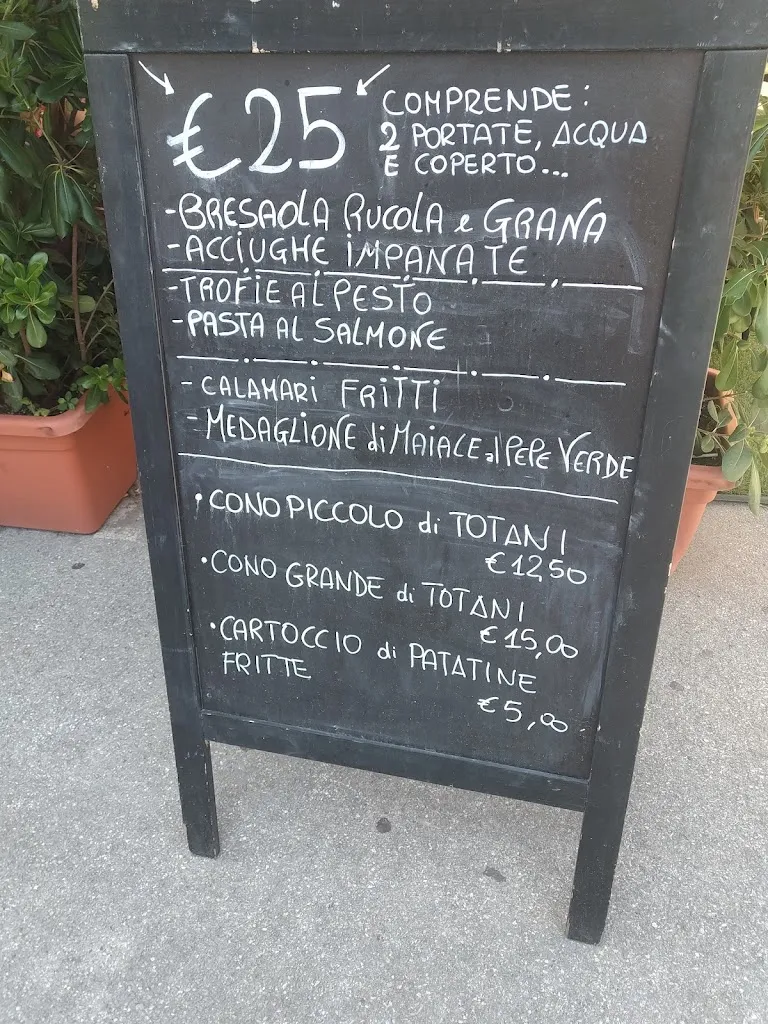 €25
COMPRENDE:
2 PORTATE, ACQUA
E COPERTO...
-BRESAOLA RUCOLA e GRANA
-ACCIUGHE IMPANATE
-TROFIE AL PESTO
-PASTA AL SALMONE
- CALAMARI FRITTI
- MEDAGLIONE di MAIALE al PEPE VERDE
• CONO PICCOLO di TOTANI
€12,50
• CONO GRANDE di TOTANI
€15,00
• CARTOCCIO di PATATINE
FRITTE
€5,00